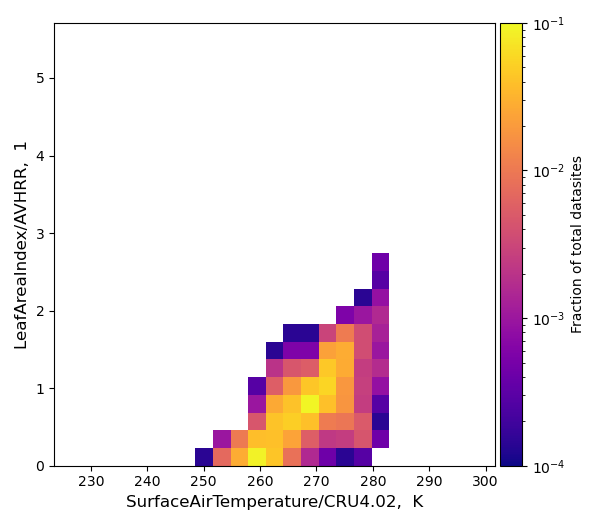 10⁻¹
5
4
3
2
1
0
LeafAreaIndex/AVHRR, 1
10⁻²
10⁻³
10⁻⁴
Fraction of total datasites
230 240 250 260 270 280 290 300
SurfaceAirTemperature/CRU4.02, K